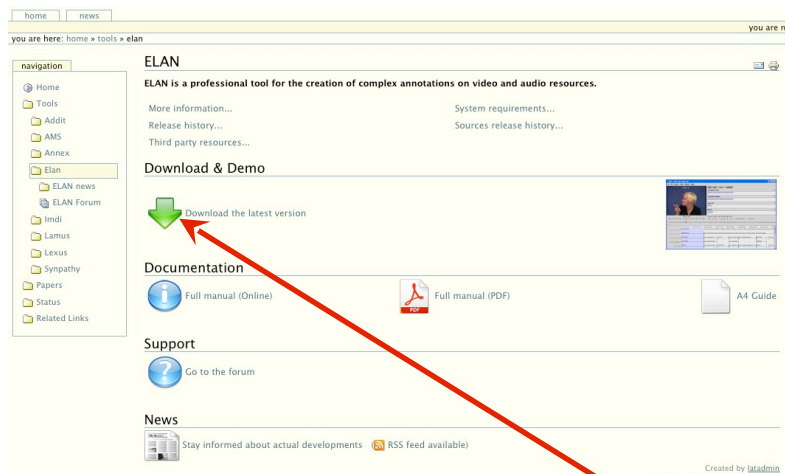 home news
you are n
you are here: home » tools » elan
navigation
Home
Tools
Addit
AMS
Annex
Elan
ELAN news
ELAN Forum
Imdi
Lamus
Lexus
Synpathy
Papers
Status
Related Links
ELAN
ELAN is a professional tool for the creation of complex annotations on video and audio resources.
More information... System requirements...
Release history... Sources release history...
Third party resources...
Download & Demo
Download the latest version
Documentation
Full manual (Online) PDF Full manual (PDF) A4 Guide
Support
Go to the forum
News
Stay informed about actual developments (RSS feed available)
Created by latadmin